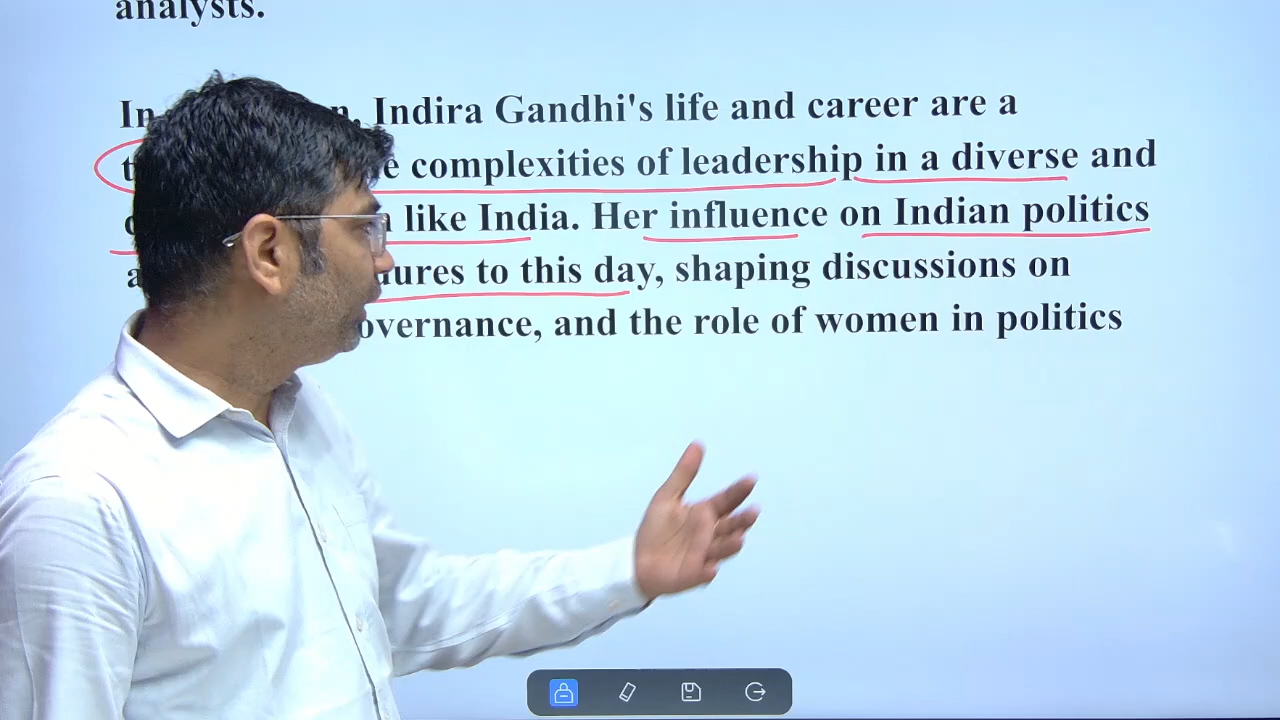 analysts.
In n, Indira Gandhi's life and career are a
t e complexities of leadership in a diverse and
n like India. Her influence on Indian politics
a dures to this day, shaping discussions on
overnance, and the role of women in politics